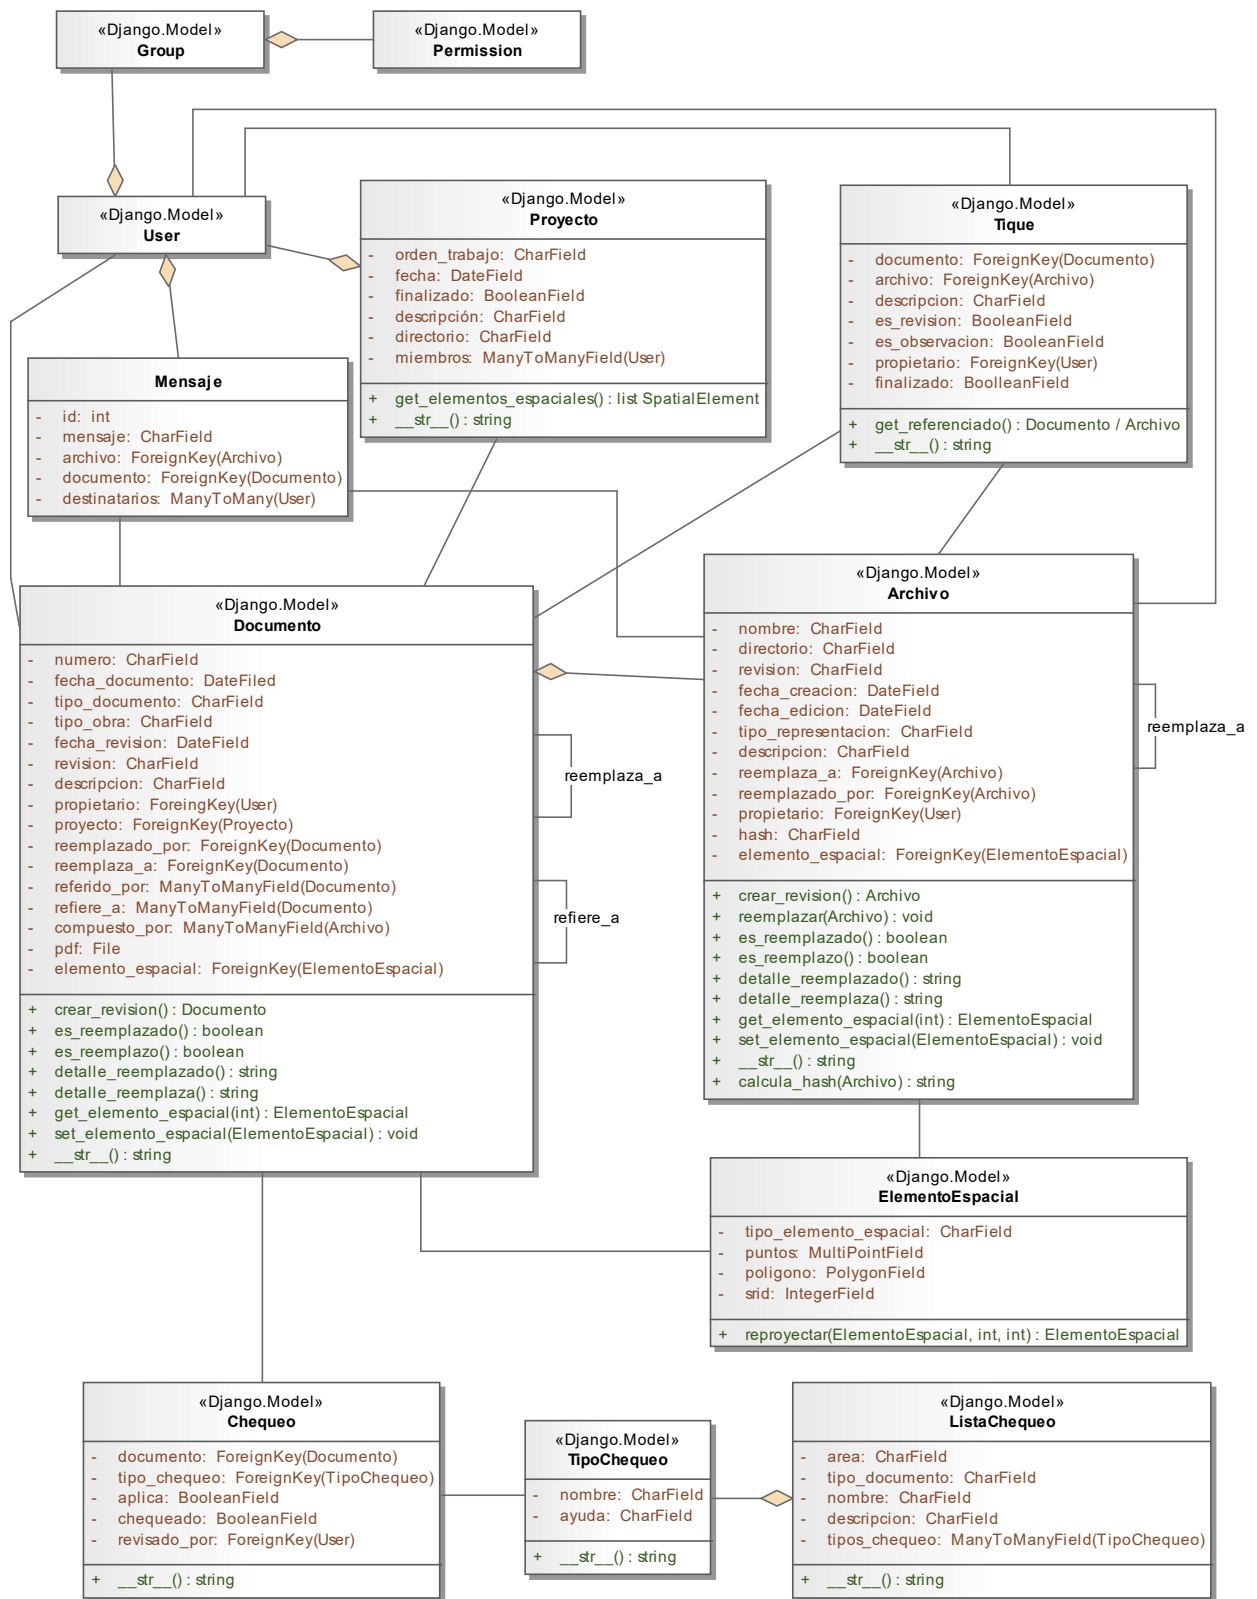 «Django.Model»
Group
«Django.Model»
Permission
«Django.Model»
User
«Django.Model»
Proyecto
- orden_trabajo: CharField
- fecha: DateField
- finalizado: BooleanField
- descripción: CharField
- directorio: CharField
- miembros: ManyToManyField(User)
+ get_elementos_espaciales() : list SpatialElement
+ __str__() : string
«Django.Model»
Tique
- documento: ForeignKey(Documento)
- archivo: ForeignKey(Archivo)
- descripcion: CharField
- es_revision: BooleanField
- es_observacion: BooleanField
- propietario: ForeignKey(User)
- finalizado: BoolleanField
+ get_referenciado() : Documento / Archivo
+ __str__() : string
Mensaje
- id: int
- mensaje: CharField
- archivo: ForeignKey(Archivo)
- documento: ForeignKey(Documento)
- destinatarios: ManyToMany(User)
«Django.Model»
Documento
- numero: CharField
- fecha_documento: DateFiled
- tipo_documento: CharField
- tipo_obra: CharField
- fecha_revision: DateField
- revision: CharField
- descripcion: CharField
- propietario: ForeingKey(User)
- proyecto: ForeignKey(Proyecto)
- reemplazado_por: ForeignKey(Documento)
- reemplaza_a: ForeignKey(Documento)
- referido_por: ManyToManyField(Documento)
- refiere_a: ManyToManyField(Documento)
- compuesto_por: ManyToManyField(Archivo)
- pdf: File
- elemento_espacial: ForeignKey(ElementoEspacial)
+ crear_revision() : Documento
+ es_reemplazado() : boolean
+ es_reemplazo() : boolean
+ detalle_reemplazado() : string
+ detalle_reemplaza() : string
+ get_elemento_espacial(int) : ElementoEspacial
+ set_elemento_espacial(ElementoEspacial) : void
+ __str__() : string
reemplaza_a
refiere_a
«Django.Model»
Archivo
- nombre: CharField
- directorio: CharField
- revision: CharField
- fecha_creacion: DateField
- fecha_edicion: DateField
- tipo_representacion: CharField
- descripcion: CharField
- reemplaza_a: ForeignKey(Archivo)
- reemplazado_por: ForeignKey(Archivo)
- propietario: ForeignKey(User)
- hash: CharField
- elemento_espacial: ForeignKey(ElementoEspacial)
+ crear_revision() : Archivo
+ reemplazar(Archivo) : void
+ es_reemplazado() : boolean
+ es_reemplazo() : boolean
+ detalle_reemplazado() : string
+ detalle_reemplaza() : string
+ get_elemento_espacial(int) : ElementoEspacial
+ set_elemento_espacial(ElementoEspacial) : void
+ __str__() : string
+ calcula_hash(Archivo) : string
reemplaza_a
«Django.Model»
ElementoEspacial
- tipo_elemento_espacial: CharField
- puntos: MultiPointField
- poligono: PolygonField
- srid: IntegerField
+ reproyectar(ElementoEspacial, int, int) : ElementoEspacial
«Django.Model»
Chequeo
- documento: ForeignKey(Documento)
- tipo_chequeo: ForeignKey(TipoChequeo)
- aplica: BooleanField
- chequeado: BooleanField
- revisado_por: ForeignKey(User)
+ __str__() : string
«Django.Model»
TipoChequeo
- nombre: CharField
- ayuda: CharField
+ __str__() : string
«Django.Model»
ListaChequeo
- area: CharField
- tipo_documento: CharField
- nombre: CharField
- descripcion: CharField
- tipos_chequeo: ManyToManyField(TipoChequeo)
+ __str__() : string